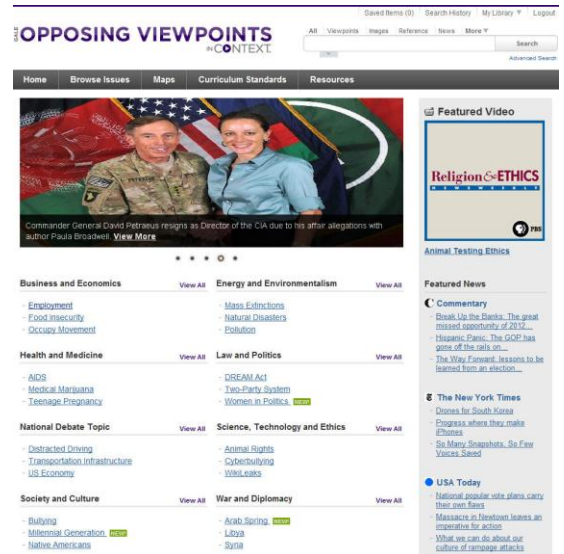 Saved Items (0) Search History My Library Logout
GALE
OPPOSING VIEWPOINTS
IN CONTEXT.
All Viewpoints Images Reference News More
Search
Advanced Search
Home Browse Issues Maps Curriculum Standards Resources
Commander General David Petraeus resigns as Director of the CIA due to his affair allegations with
author Paula Broadwell. View More
Business and Economics View All
- Employment
- Food Insecurity
- Occupy Movement
Energy and Environmentalism View All
- Mass Extinctions
- Natural Disasters
- Pollution
Health and Medicine View All
- AIDS
- Medical Marijuana
- Teenage Pregnancy
Law and Politics View All
- DREAM Act
- Two-Party System
- Women in Politics NEW!
National Debate Topic View All
- Distracted Driving
- Transportation Infrastructure
- US Economy
Science, Technology and Ethics View All
- Animal Rights
- Cyberbullying
- WikiLeaks
Society and Culture View All
- Bullying
- Millennial Generation NEW!
- Native Americans
War and Diplomacy View All
- Arab Spring NEW!
- Libya
- Syria
Featured Video
Religion & ETHICS
NEWSWEEKLY
PBS
Animal Testing Ethics
Featured News
Commentary
- Break Up the Banks: The great
missed opportunity of 2012...
- Hispanic Panic: The GOP has
gone off the rails on...
- The Way Forward: lessons to be
learned from an election...
The New York Times
- Drones for South Korea
- Progress where they make
iPhones
- So Many Snapshots, So Few
Voices Saved
USA Today
- National popular vote plans carry
their own flaws
- Massacre in Newtown leaves an
imperative for action
- What we can do about our
culture of rampage attacks